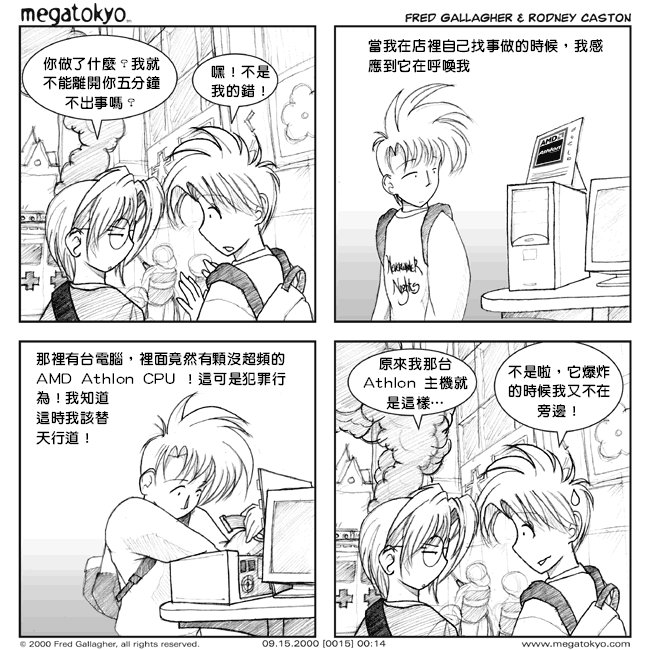 megatokyo™
FRED GALLAGHER & RODNEY CASTON
你做了什麼？我就
不能離開你五分鐘
不出事嗎？
嘿！不是
我的錯！
當我在店裡自己找事做的時候，我感
應到它在呼喚我
AMD
Athlon
NEVERWINTER
Nights
那裡有台電腦，裡面竟然有顆沒超頻的
AMD Athlon CPU ！這可是犯罪行
為！我知道
這時我該替
天行道！
原來我那台
Athlon 主機就
是這樣⋯
不是啦，它爆炸
的時候我又不在
旁邊！
© 2000 Fred Gallagher, all rights reserved.
09.15.2000 [0015] 00:14
www.megatokyo.com